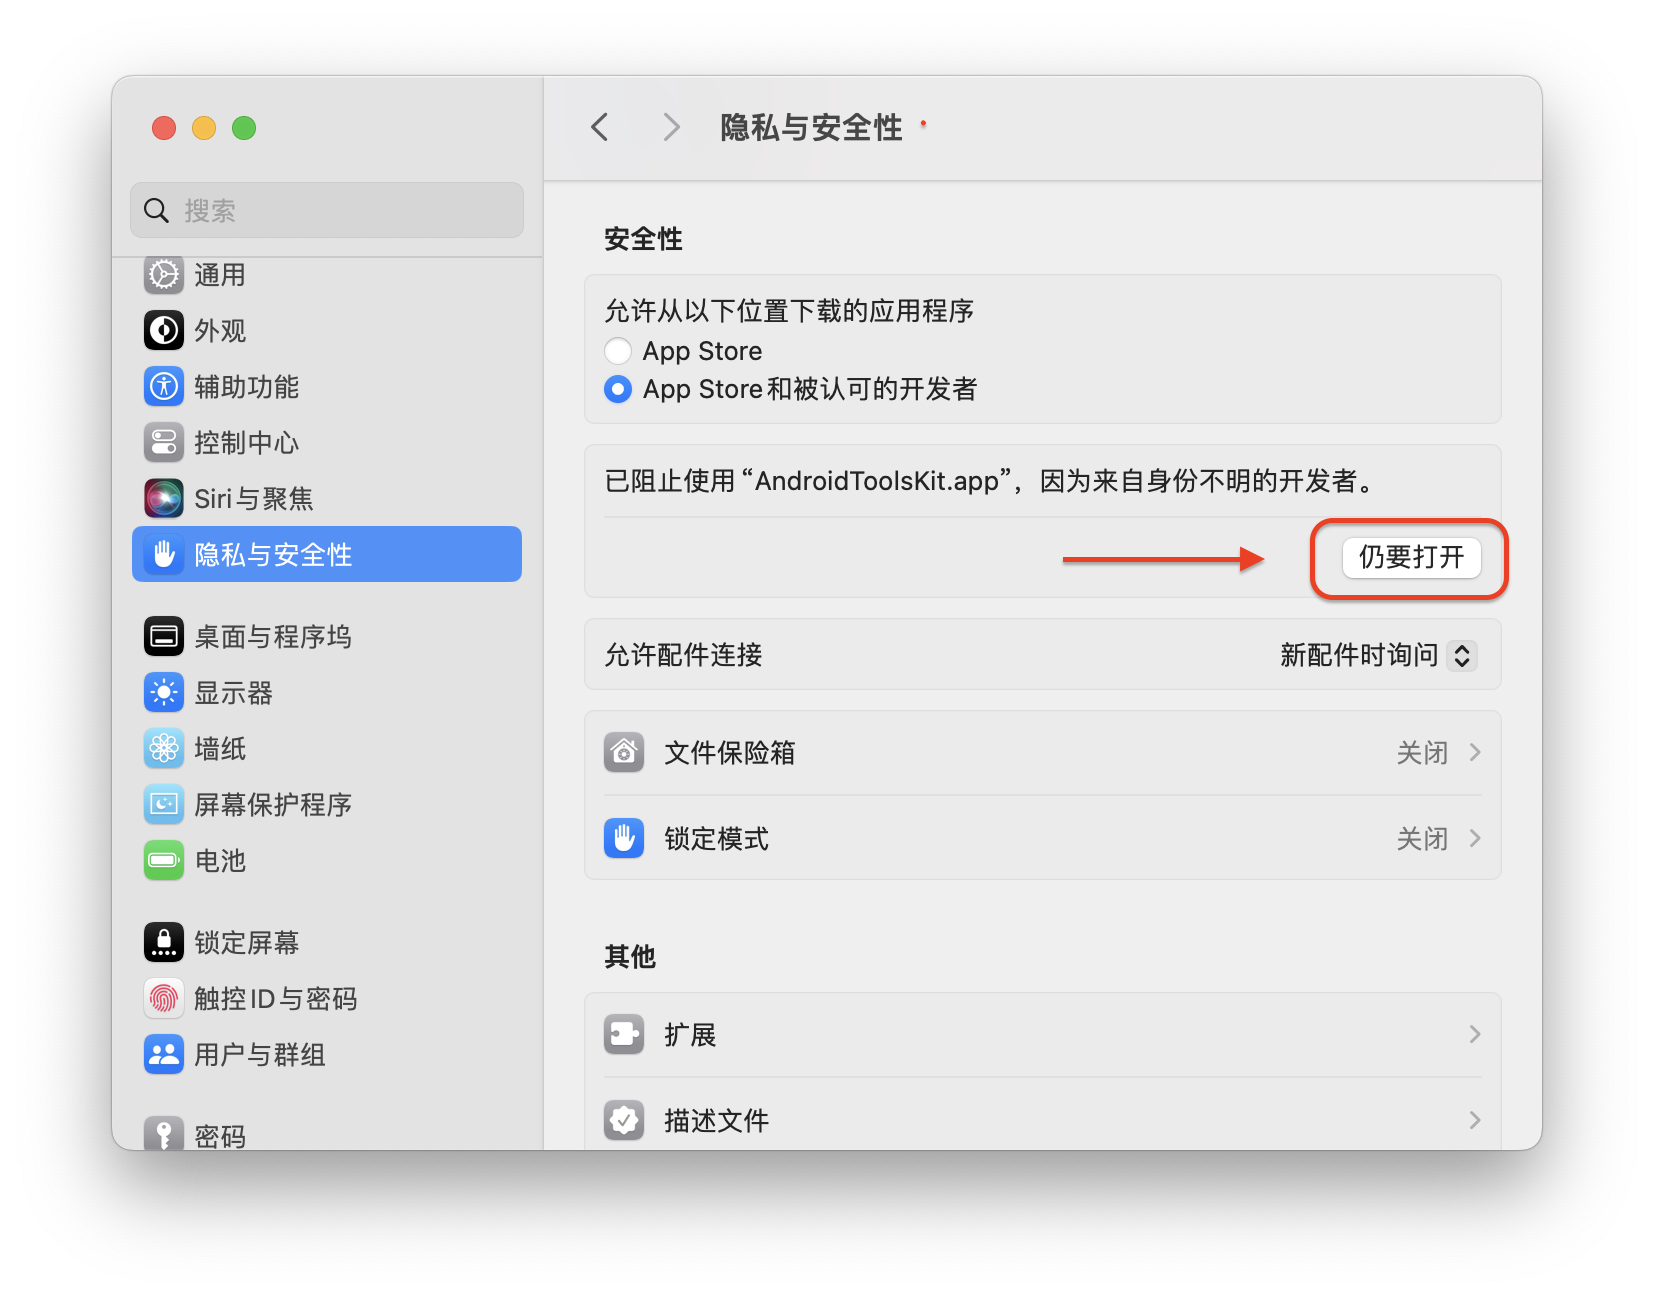 隐私与安全性
搜索
通用
外观
辅助功能
控制中心
Siri与聚焦
隐私与安全性
桌面与程序坞
显示器
墙纸
屏幕保护程序
电池
锁定屏幕
触控ID与密码
用户与群组
密码
安全性
允许从以下位置下载的应用程序
App Store
App Store和被认可的开发者
已阻止使用“AndroidToolsKit.app”，因为来自身份不明的开发者。
仍要打开
允许配件连接 新配件时询问
文件保险箱 关闭
锁定模式 关闭
其他
扩展
描述文件